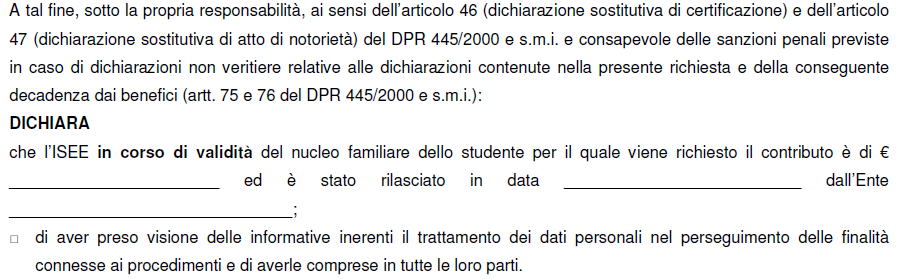 A tal fine, sotto la propria responsabilità, ai sensi dell'articolo 46 (dichiarazione sostitutiva di certificazione) e dell'articolo
47 (dichiarazione sostitutiva di atto di notorietà) del DPR 445/2000 e s.m.i. e consapevole delle sanzioni penali previste
in caso di dichiarazioni non veritiere relative alle dichiarazioni contenute nella presente richiesta e della conseguente
decadenza dai benefici (artt. 75 e 76 del DPR 445/2000 e s.m.i.):
DICHIARA
che l'ISEE in corso di validità del nucleo familiare dello studente per il quale viene richiesto il contributo è di €
______________________ ed è stato rilasciato in data _________________________ dall'Ente
______________________________;
□ di aver preso visione delle informative inerenti il trattamento dei dati personali nel perseguimento delle finalità
connesse ai procedimenti e di averle comprese in tutte le loro parti.